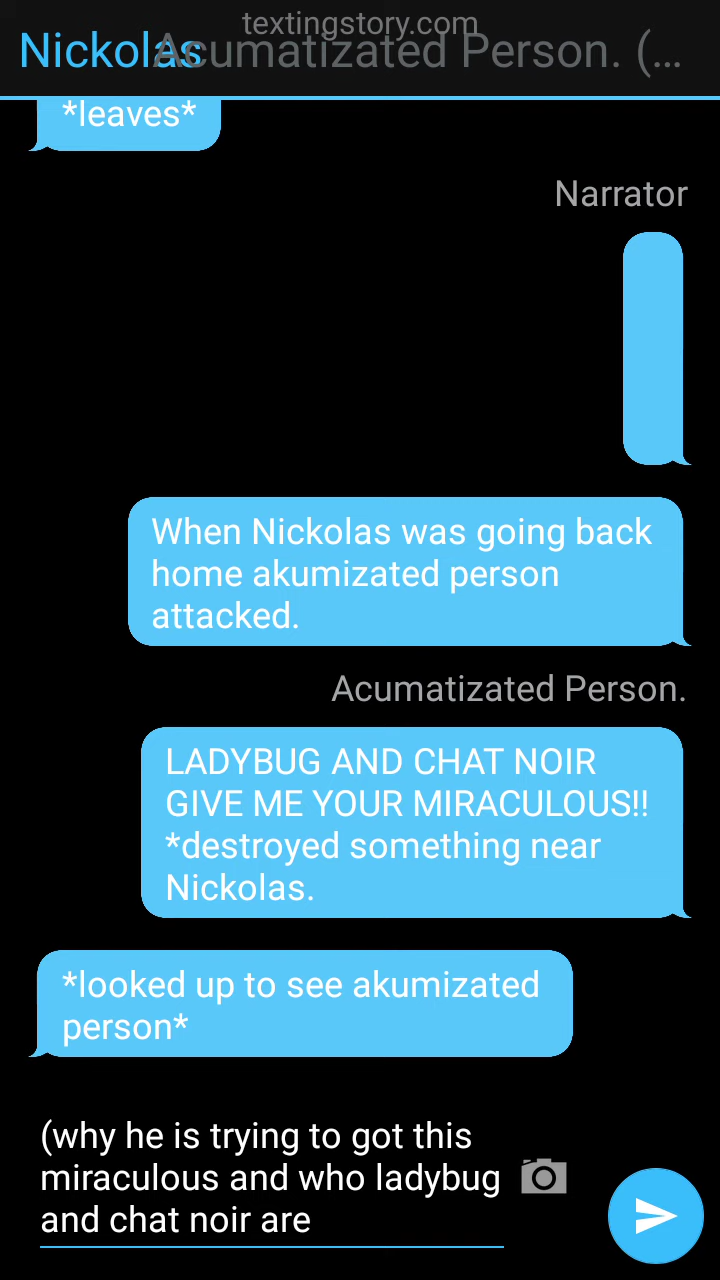 textingstory.com
Nickolas
Acumatizated Person. (...
*leaves*
Narrator
When Nickolas was going back
home akumizated person
attacked.
Acumatizated Person.
LADYBUG AND CHAT NOIR
GIVE ME YOUR MIRACULOUS!!
*destroyed something near
Nickolas.
*looked up to see akumizated
person*
(why he is trying to got this
miraculous and who ladybug
and chat noir are